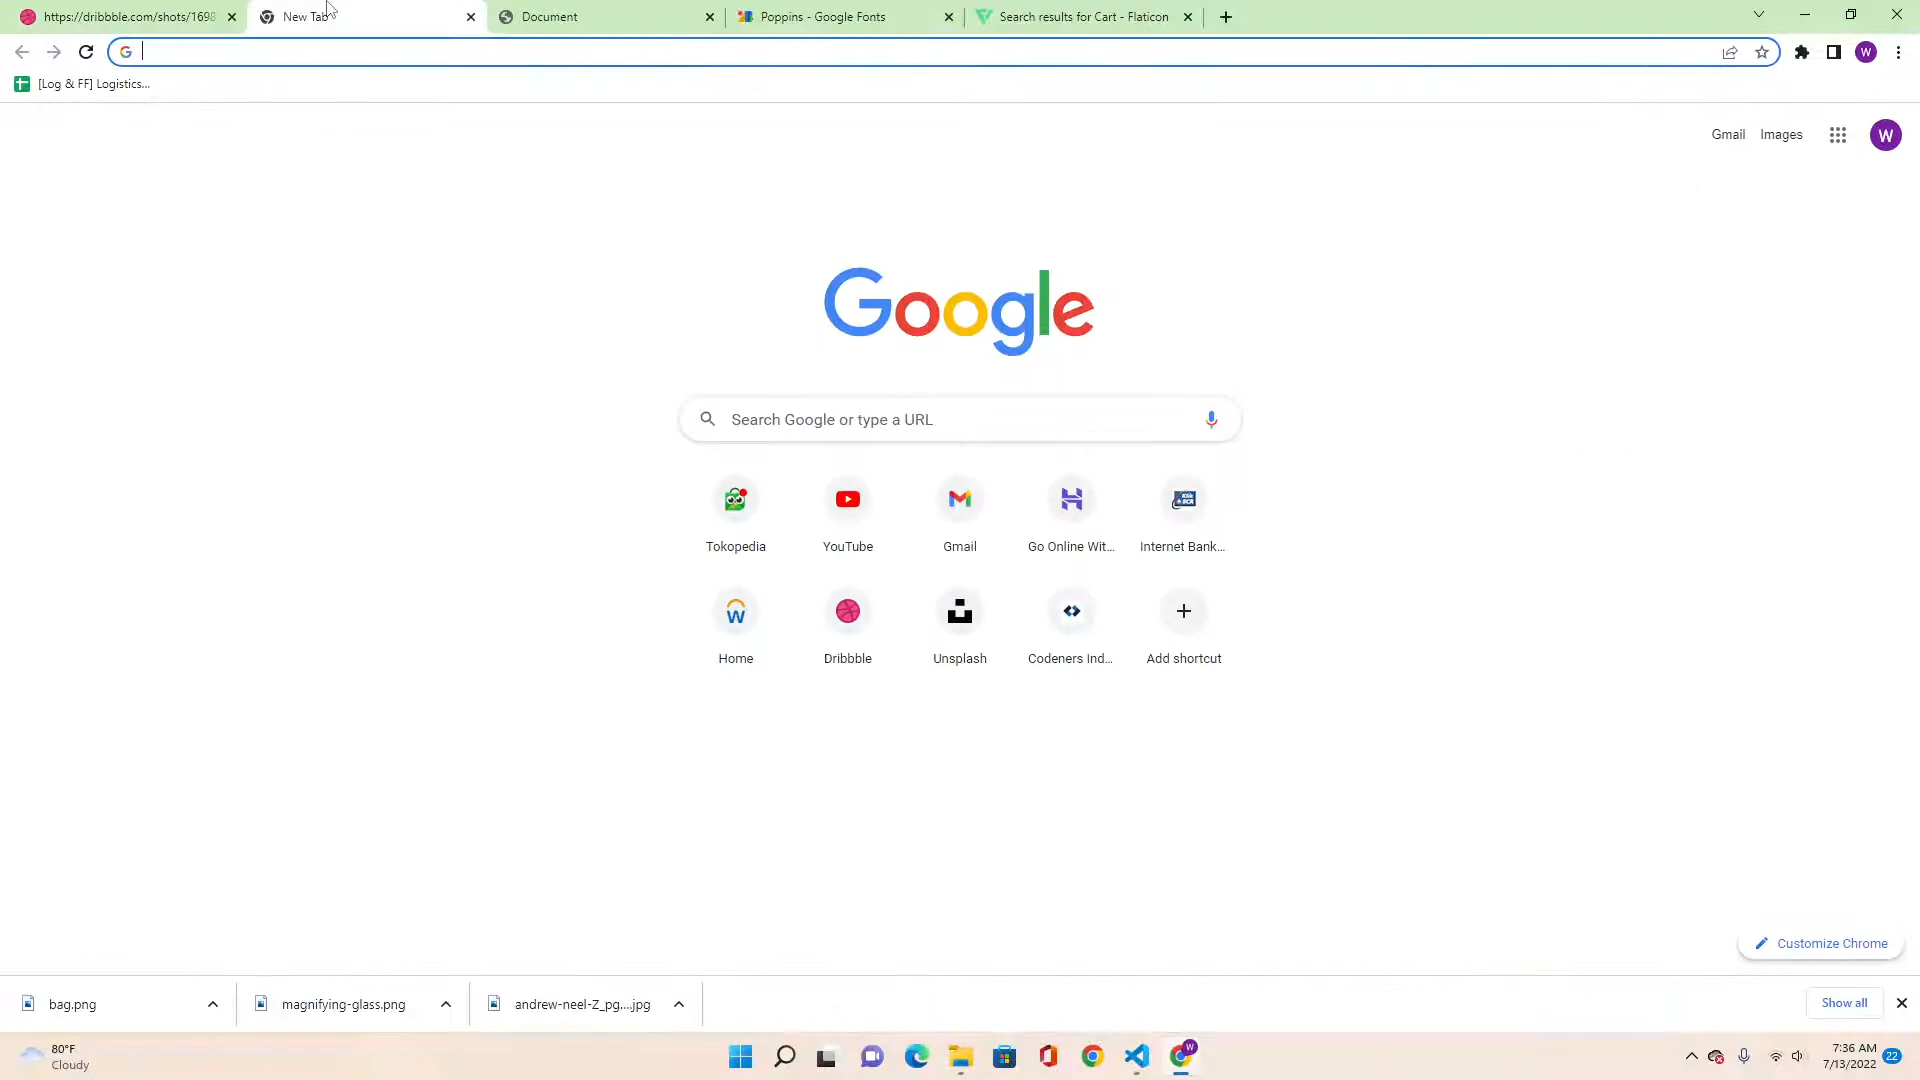 https://dribbble.com/shots/1698
New Tab
Document
Poppins - Google Fonts
Search results for Cart - Flaticon
[Log & FF] Logistics...
Gmail
Images
W
Google
Search Google or type a URL
Tokopedia
YouTube
Gmail
Go Online Wit...
Internet Bank...
Home
Dribbble
Unsplash
Codeners Ind...
Add shortcut
Customize Chrome
bag.png
magnifying-glass.png
andrew-neel-Z_pg....jpg
Show all
80°F
Cloudy
7:36 AM
7/13/2022
22